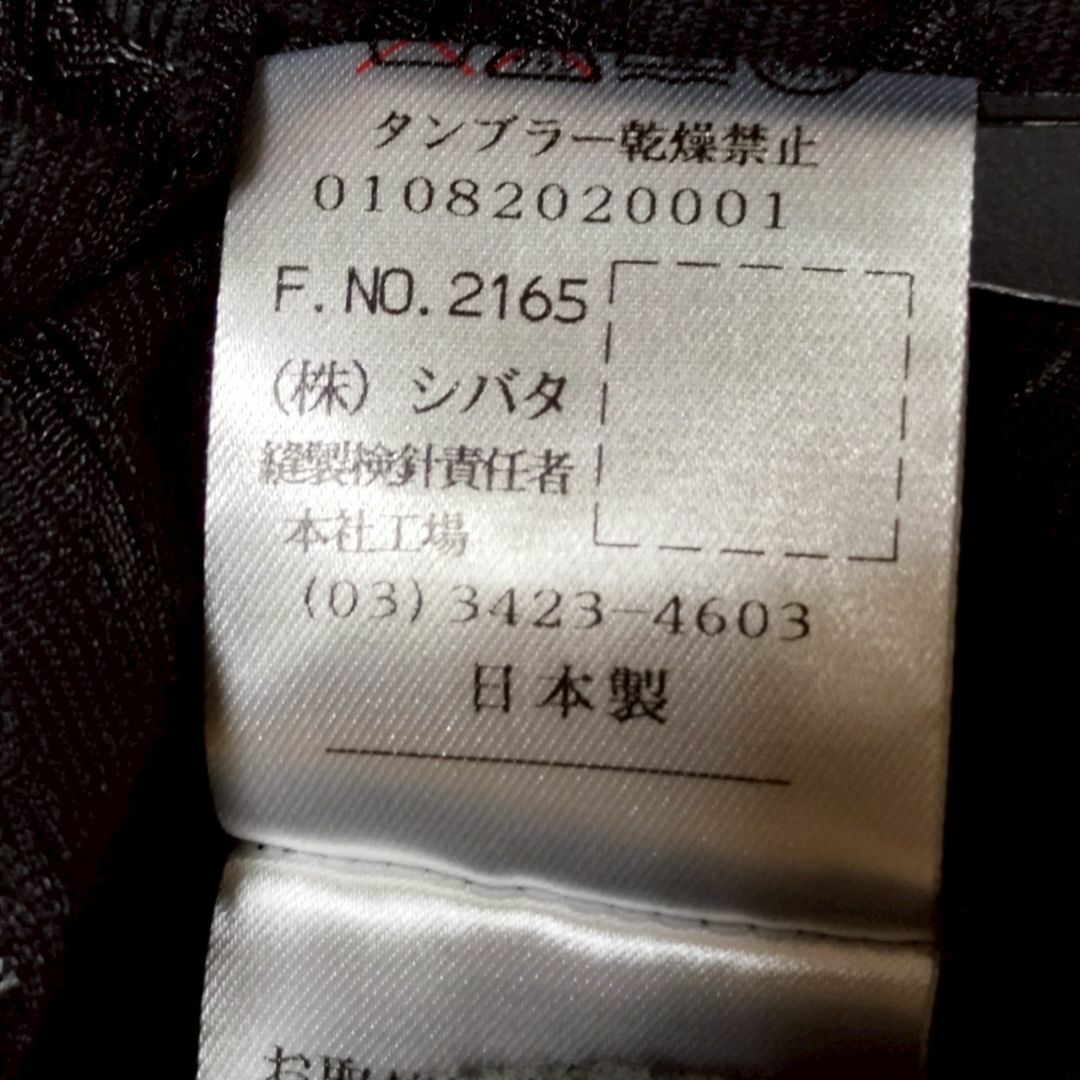 タンブラー乾燥禁止
01082020001
F.NO.2165
(株) シバタ
縫製検針責任者
本社工場
(03)3423-4603
日本製